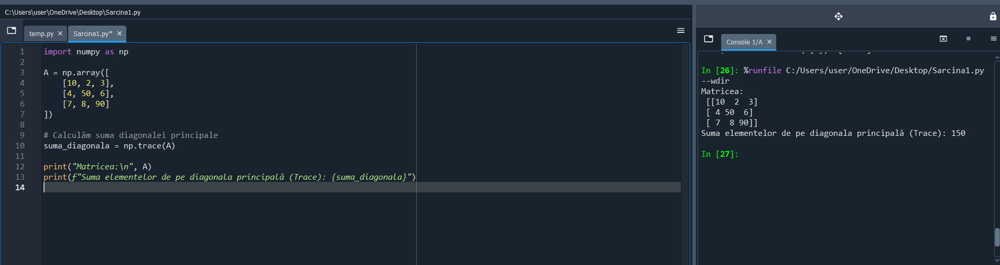 C:\Users\user\OneDrive\Desktop\Sarcina1.py
temp.py
Sarcina1.py*
1 import numpy as np
2
3 A = np.array([
4     [10, 2, 3],
5     [4, 50, 6],
6     [7, 8, 90]
7 ])
8
9 # Calculăm suma diagonalei principale
10 suma_diagonala = np.trace(A)
11
12 print("Matricea:\n", A)
13 print(f"Suma elementelor de pe diagonala principală (Trace): {suma_diagonala}")
14
Console 1/A
In [26]: %runfile C:/Users/user/OneDrive/Desktop/Sarcina1.py
--wdir
Matricea:
 [[10  2  3]
 [ 4 50  6]
 [ 7  8 90]]
Suma elementelor de pe diagonala principală (Trace): 150
In [27]: